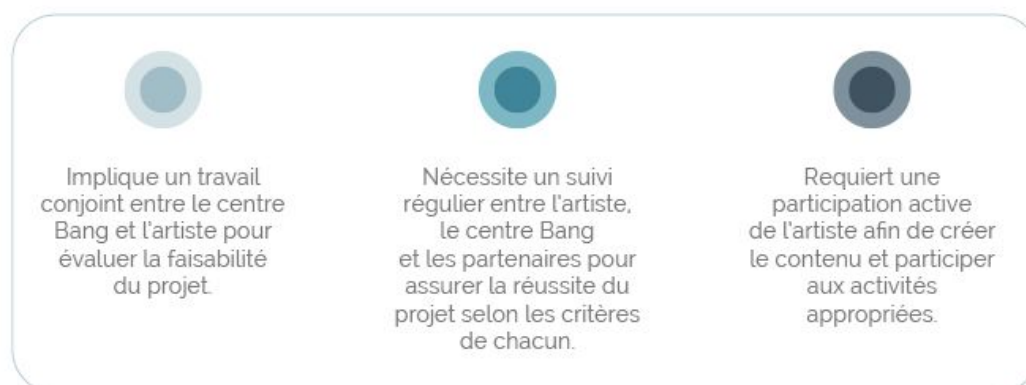 Implique un travail
conjoint entre le centre
Bang et l'artiste pour
évaluer la faisabilité
du projet.
Nécessite un suivi
régulier entre l'artiste,
le centre Bang
et les partenaires pour
assurer la réussite du
projet selon les critères
de chacun.
Requiert une
participation active
de l'artiste afin de créer
le contenu et participer
aux activités
appropriées.